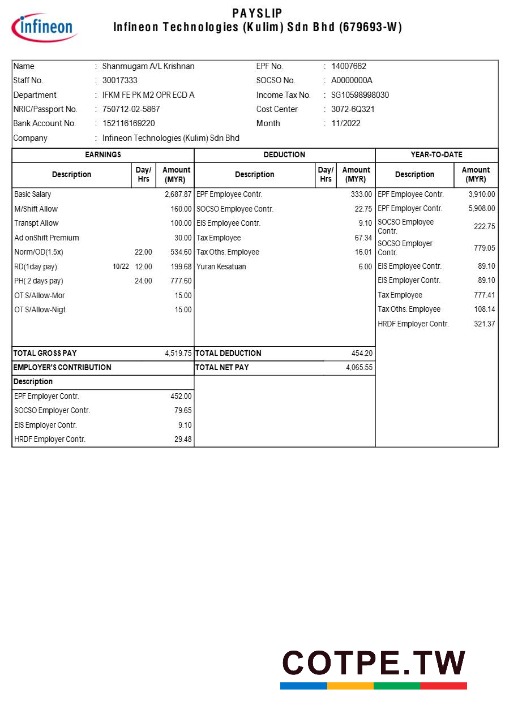 infineon
PAYSLIP
Infineon Technologies (Kulim) Sdn Bhd (679693-W)
Name : Shanmugam A/L Krishnan EPF No. : 14007662
Staff No. : 30017333 SOCSO No. : A0000000A
Department : IFKM FE PK M2 OPR ECD A Income Tax No. : SG10598998030
NRIC/Passport No. : 750712-02-5867 Cost Center : 3072-6Q321
Bank Account No. : 152116169220 Month : 11/2022
Company : Infineon Technologies (Kulim) Sdn Bhd
EARNINGS DEDUCTION YEAR-TO-DATE
Description Day/ Hrs Amount (MYR) Description Day/ Hrs Amount (MYR) Description Amount (MYR)
Basic Salary 2,687.87 EPF Employee Contr. 333.00 EPF Employee Contr. 3,910.00
M/Shift Allow 160.00 SOCSO Employee Contr. 22.75 EPF Employer Contr. 5,908.00
Transpt Allow 100.00 EIS Employee Contr. 9.10 SOCSO Employee Contr. 222.75
Ad onShift Premium 30.00 Tax Employee 67.34 SOCSO Employer Contr. 779.05
Norm/OD(1.5x) 22.00 534.60 Tax Oths. Employee 16.01
RD(1day pay) 10/22 12.00 199.68 Yuran Kesatuan 6.00 EIS Employee Contr. 89.10
PH( 2 days pay) 24.00 777.60 EIS Employer Contr. 89.10
OT S/Allow-Mor 15.00 Tax Employee 777.41
OT S/Allow-Nigt 15.00 Tax Oths. Employee 108.14
HRDF Employer Contr. 321.37
TOTAL GROSS PAY 4,519.75 TOTAL DEDUCTION 454.20
EMPLOYER'S CONTRIBUTION TOTAL NET PAY 4,065.55
Description
EPF Employer Contr. 452.00
SOCSO Employer Contr. 79.65
EIS Employer Contr. 9.10
HRDF Employer Contr. 29.48
COTPE.TW